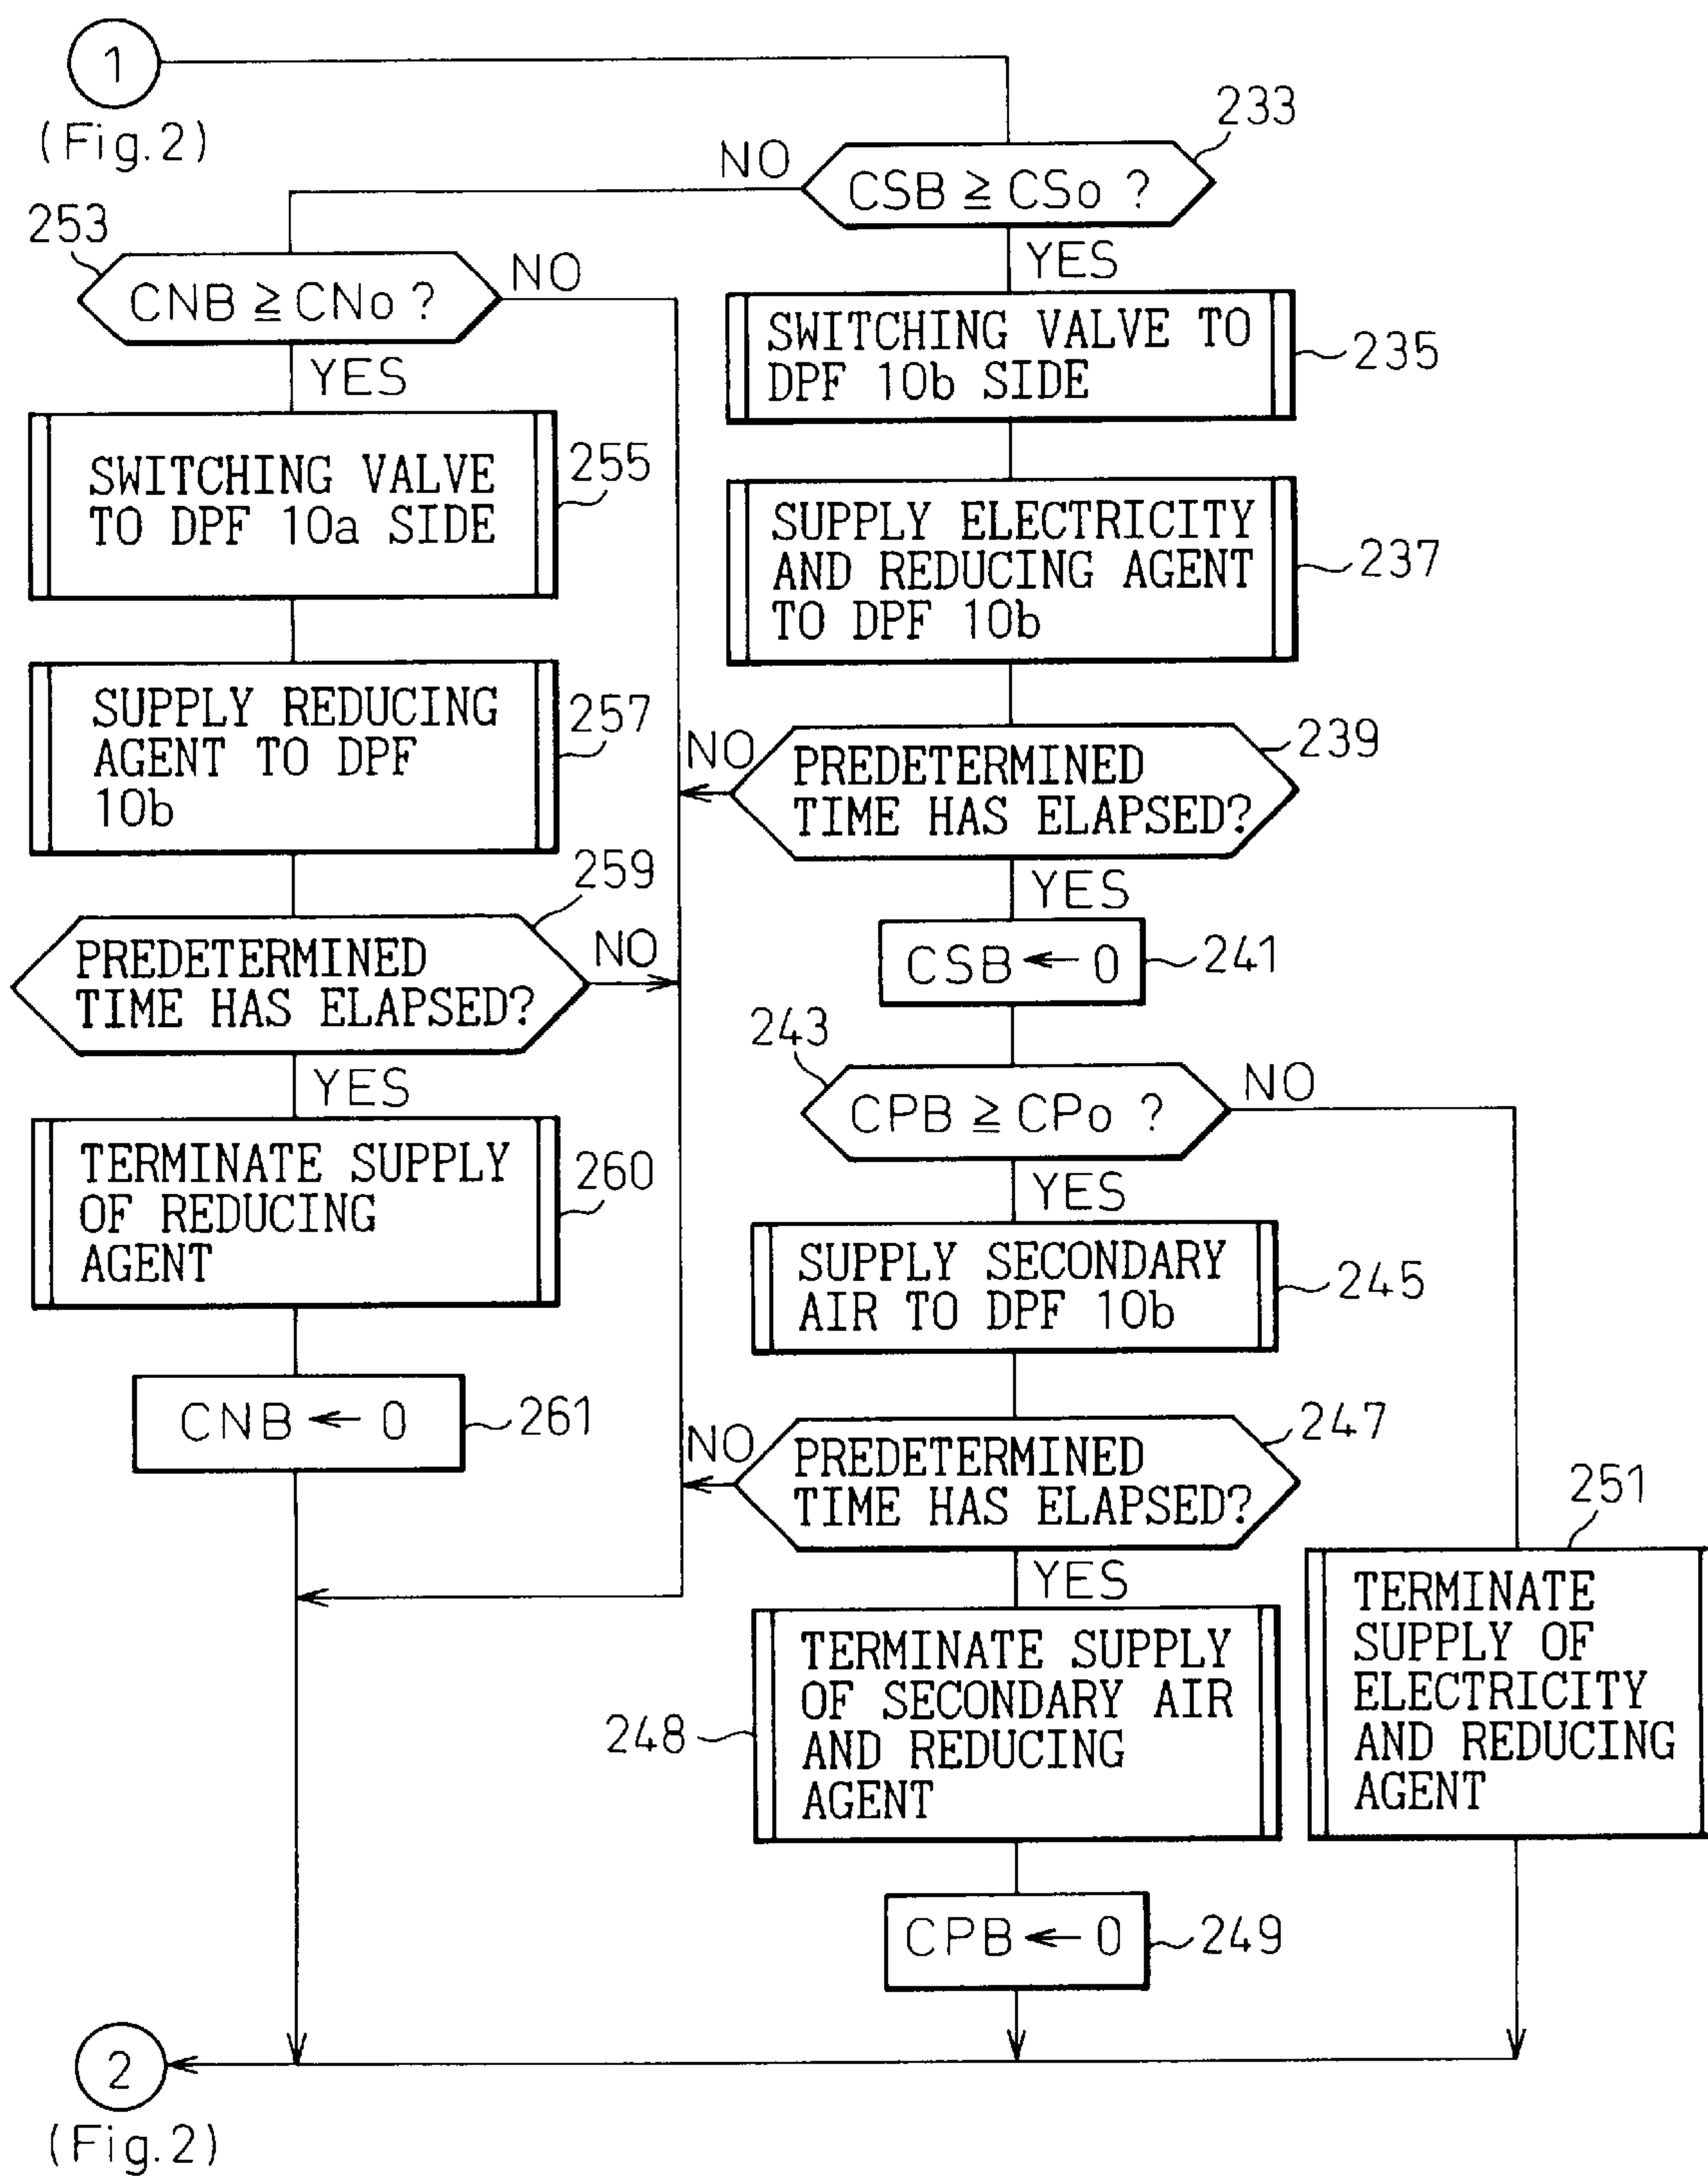 1
(Fig.2)
233
NO
CSB ≧ CSo ?
YES
253
CNB ≧ CNo ?
NO
YES
SWITCHING VALVE TO
DPF 10b SIDE
235
SWITCHING VALVE
TO DPF 10a SIDE
255
SUPPLY ELECTRICITY
AND REDUCING AGENT
TO DPF 10b
237
SUPPLY REDUCING
AGENT TO DPF
10b
257
NO
PREDETERMINED
TIME HAS ELAPSED?
239
YES
259
PREDETERMINED
TIME HAS ELAPSED?
NO
YES
CSB ← 0
241
243
CPB ≧ CPo ?
NO
YES
TERMINATE SUPPLY
OF REDUCING
AGENT
260
SUPPLY SECONDARY
AIR TO DPF 10b
245
CNB ← 0
261
NO
PREDETERMINED
TIME HAS ELAPSED?
247
YES
251
TERMINATE
SUPPLY OF
ELECTRICITY
AND REDUCING
AGENT
248
TERMINATE SUPPLY
OF SECONDARY AIR
AND REDUCING
AGENT
CPB ← 0
249
2
(Fig.2)